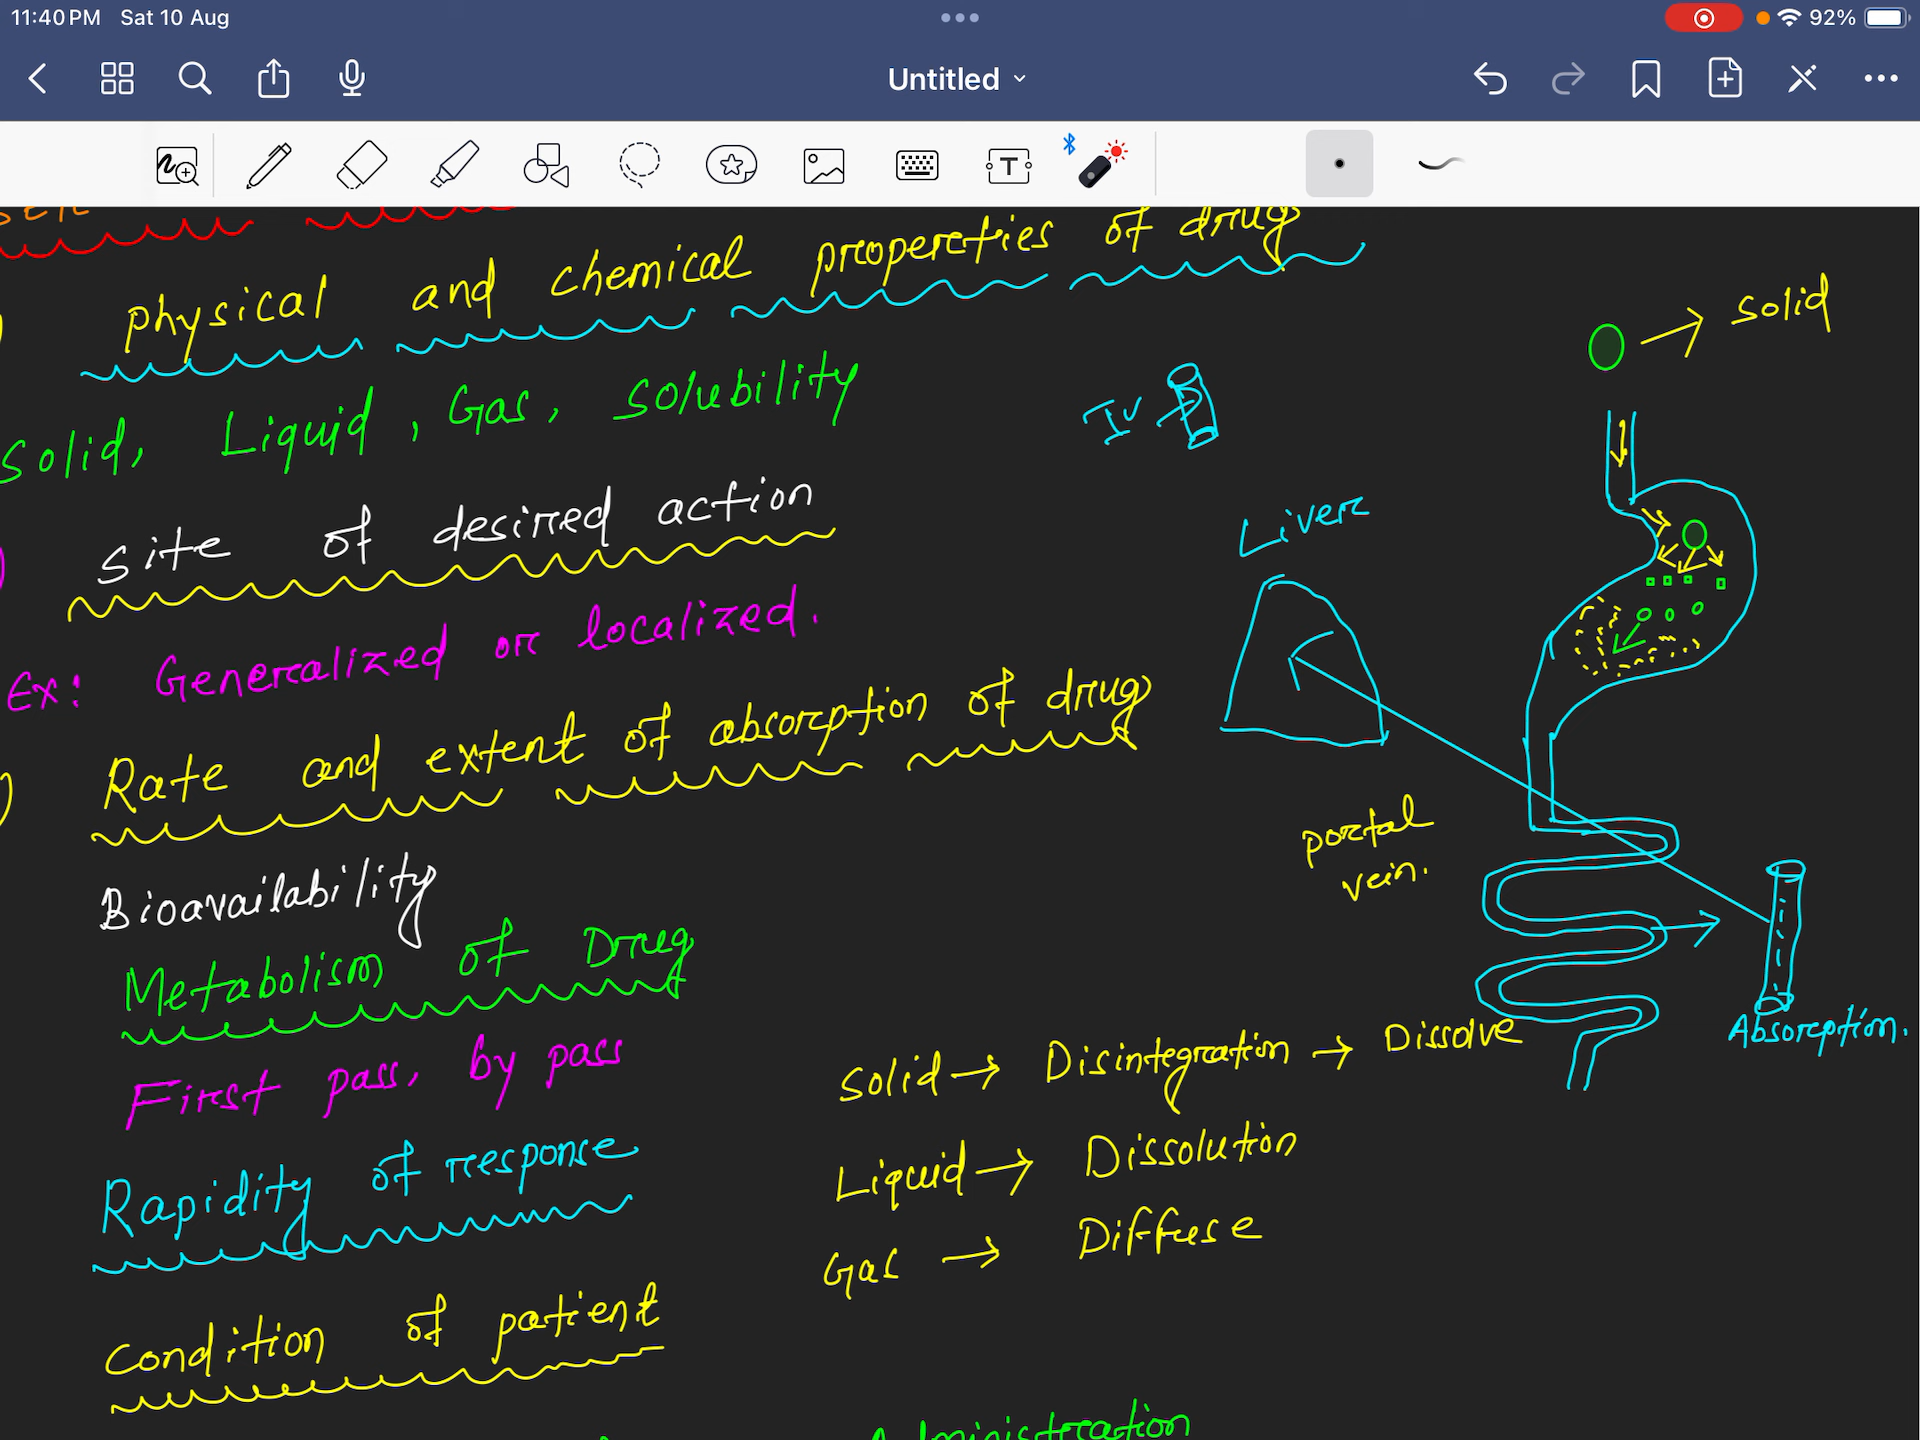 11:40 PM Sat 10 Aug
92%
Untitled
T
Physical and chemical properties of drug
Solid, Liquid, Gas, Solubility
Site of desired action
Ex: Generalized or localized.
Rate and extent of absorption of drug
Bioavailability
Metabolism of Drug
First pass, by pass
Rapidity of response
Condition of patient
Solid
IV
Liver
portal
vein.
Absorption.
Solid → Disintegration → Dissolve
Liquid → Dissolution
Gas → Diffuse
Administration